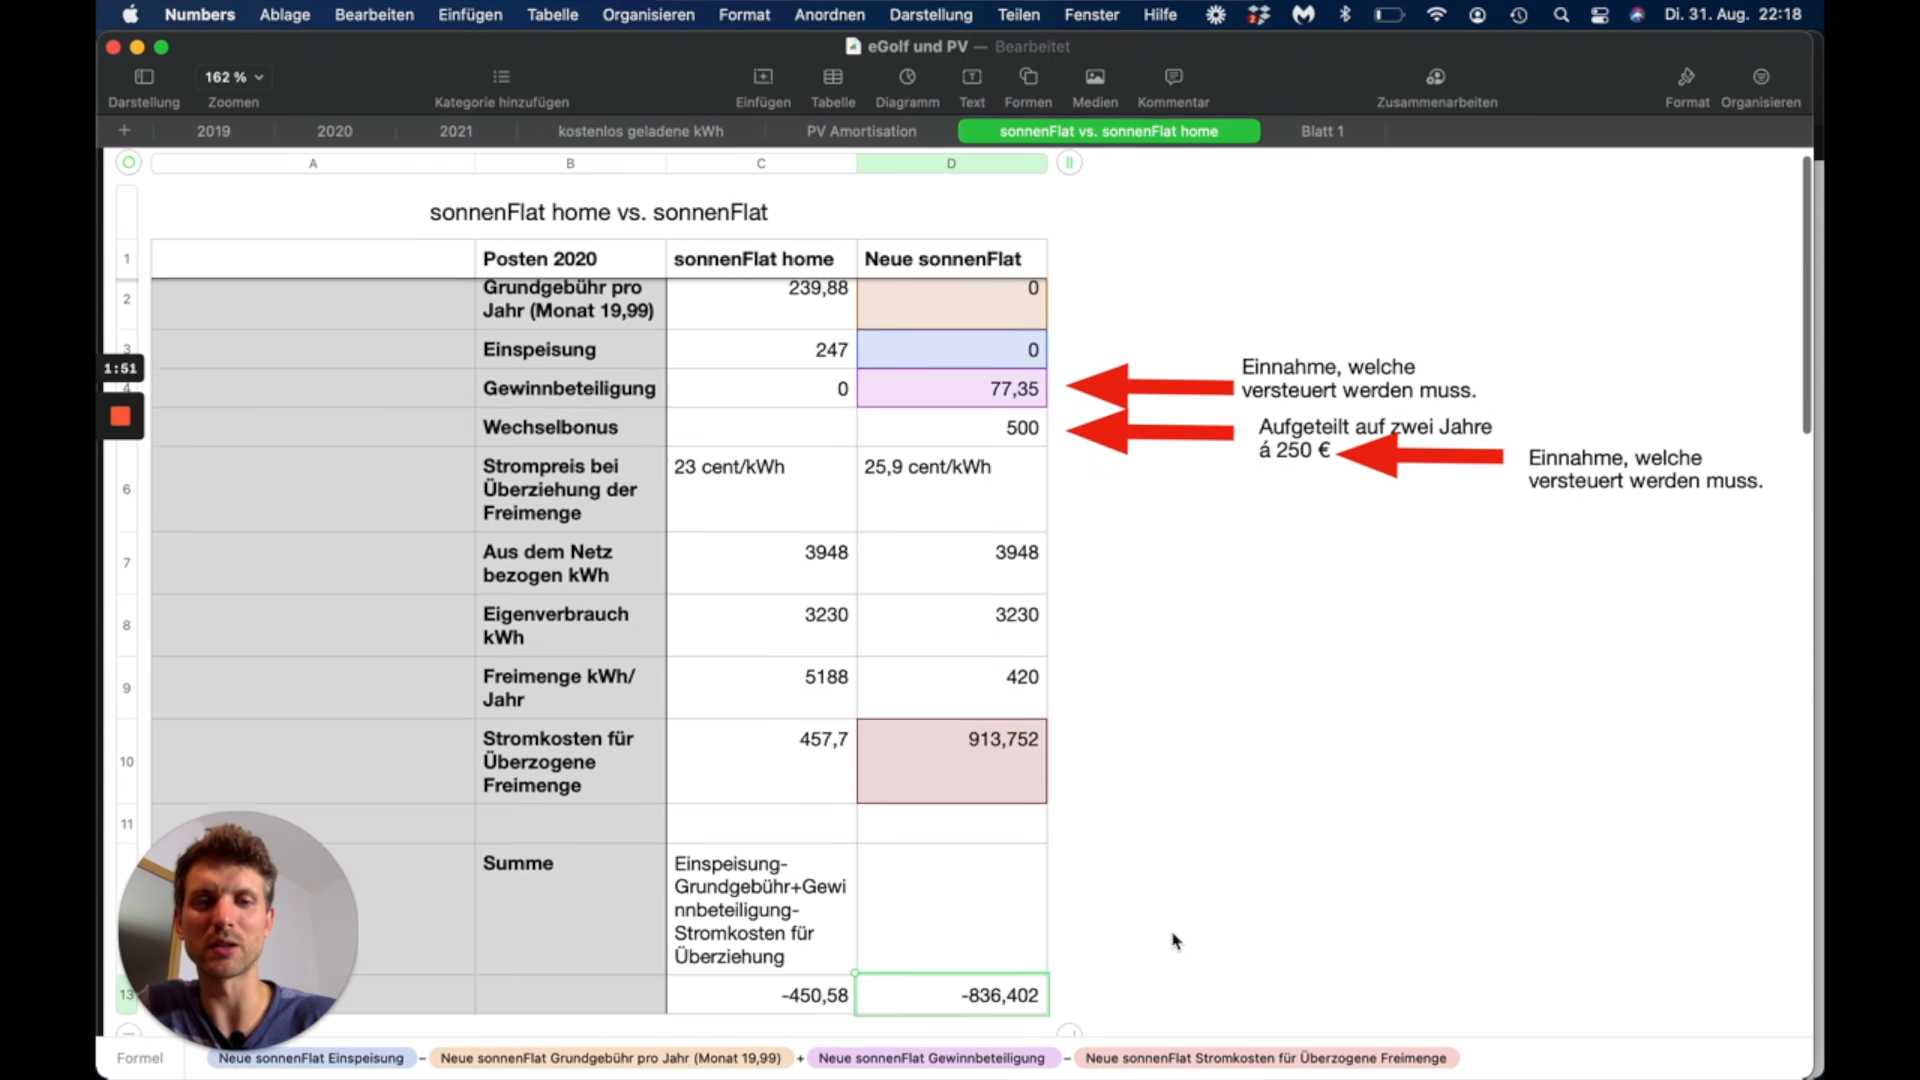 Numbers Ablage Bearbeiten Einfügen Tabelle Organisieren Format Anordnen Darstellung Teilen Fenster Hilfe 2 Di. 31. Aug. 22:18
eGolf und PV — Bearbeitet
162 %
Darstellung Zoomen Kategorie hinzufügen Einfügen Tabelle Diagramm Text Formen Medien Kommentar Zusammenarbeiten Format Organisieren
+ 2019 2020 2021 kostenlos geladene kWh PV Amortisation sonnenFlat vs. sonnenFlat home Blatt 1
A B C D
sonnenFlat home vs. sonnenFlat
1 Posten 2020 sonnenFlat home Neue sonnenFlat
2 Grundgebühr pro 239,88 0
Jahr (Monat 19,99)
3 Einspeisung 247 0
1:51
Einnahme, welche
versteuert werden muss.
4 Gewinnbeteiligung 0 77,35
Wechselbonus 500
Aufgeteilt auf zwei Jahre
á 250 €
Einnahme, welche
versteuert werden muss.
6 Strompreis bei 23 cent/kWh 25,9 cent/kWh
Überziehung der
Freimenge
7 Aus dem Netz 3948 3948
bezogen kWh
8 Eigenverbrauch 3230 3230
kWh
9 Freimenge kWh/ 5188 420
Jahr
10 Stromkosten für 457,7 913,752
Überzogene
Freimenge
11
Summe Einspeisung-
Grundgebühr+Gewi
nnbeteiligung-
Stromkosten für
Überziehung
13 -450,58 -836,402
Formel Neue sonnenFlat Einspeisung – Neue sonnenFlat Grundgebühr pro Jahr (Monat 19,99) + Neue sonnenFlat Gewinnbeteiligung – Neue sonnenFlat Stromkosten für Überzogene Freimenge